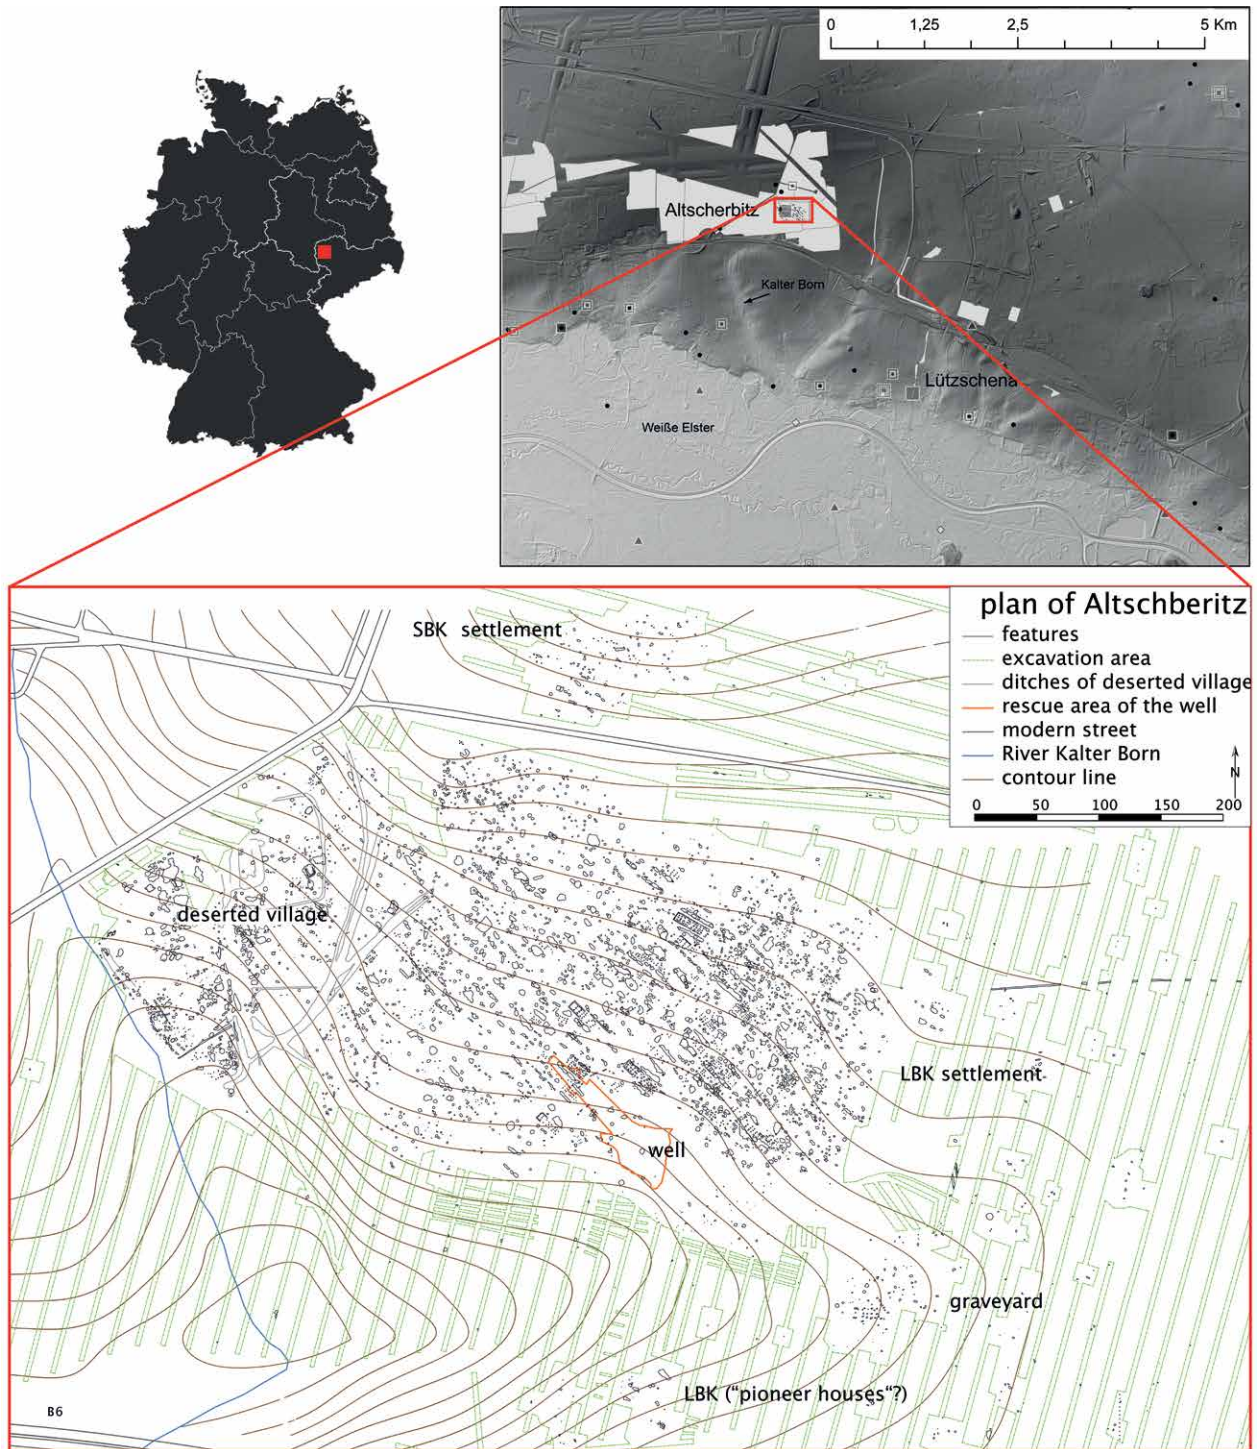 0 1,25 2,5 5 Km
Altscherbitz
Kalter Born
Lützschena
Weiße Elster
plan of Altschberitz
features
excavation area
ditches of deserted village
rescue area of the well
modern street
River Kalter Born
contour line
N
0 50 100 150 200
SBK settlement
deserted village
LBK settlement
well
graveyard
LBK (“pioneer houses“?)
B6